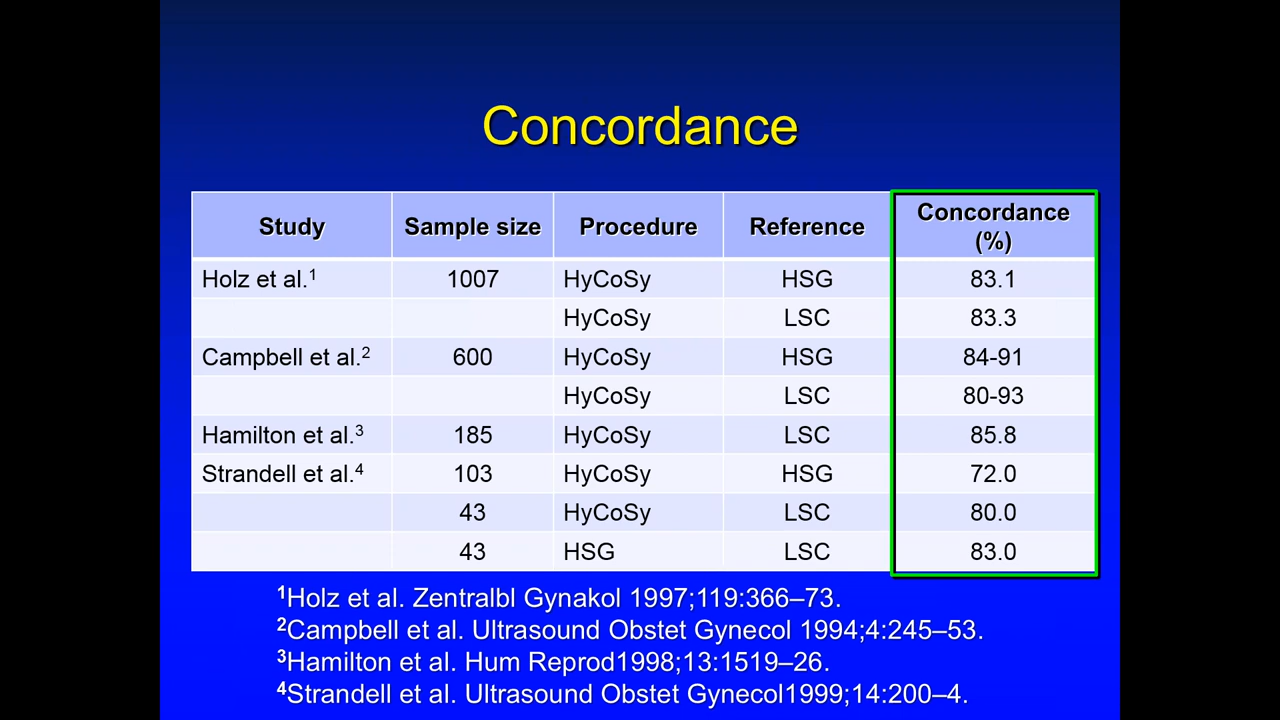 Concordance
Study Sample size Procedure Reference Concordance (%)
Holz et al.¹ 1007 HyCoSy HSG 83.1
HyCoSy LSC 83.3
Campbell et al.² 600 HyCoSy HSG 84-91
HyCoSy LSC 80-93
Hamilton et al.³ 185 HyCoSy LSC 85.8
Strandell et al.⁴ 103 HyCoSy HSG 72.0
43 HyCoSy LSC 80.0
43 HSG LSC 83.0
¹Holz et al. Zentralbl Gynakol 1997;119:366–73.
²Campbell et al. Ultrasound Obstet Gynecol 1994;4:245–53.
³Hamilton et al. Hum Reprod1998;13:1519–26.
⁴Strandell et al. Ultrasound Obstet Gynecol1999;14:200–4.